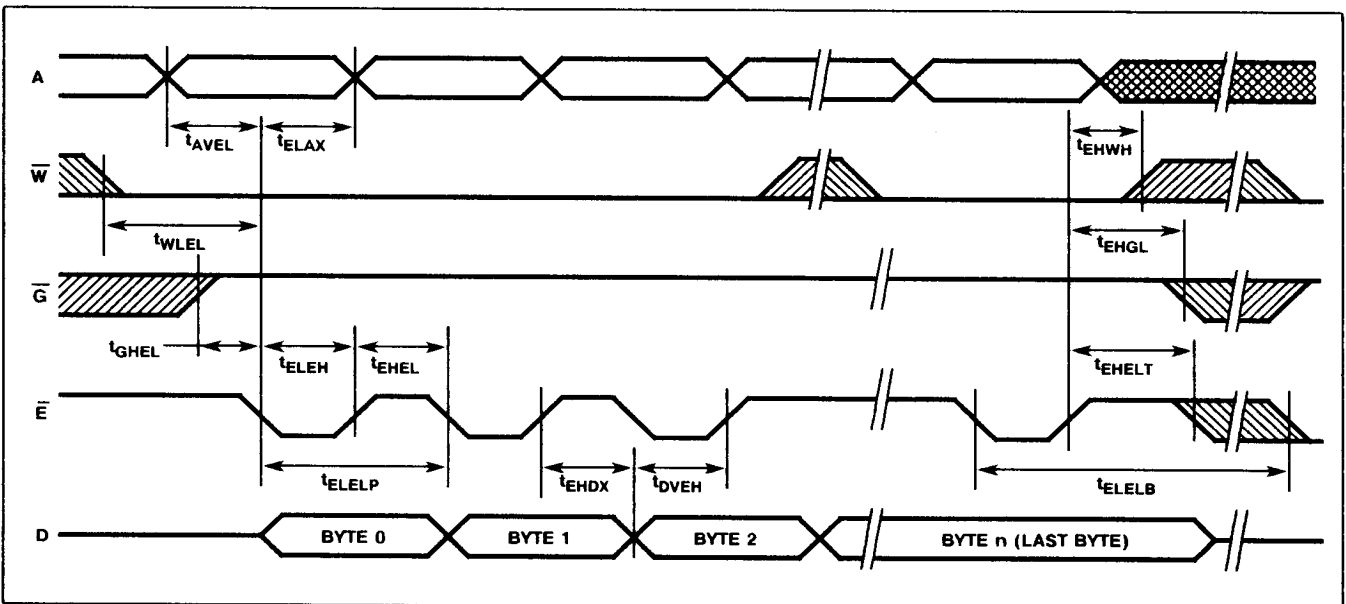 A
tAVEL tELAX tEHWH
W̅
tWLEL tEHGL
G̅
tGHEL tELEH tEHEL tEHELT
E̅
tELELP tEHDX tDVEH tELELB
D BYTE 0 BYTE 1 BYTE 2 BYTE n (LAST BYTE)